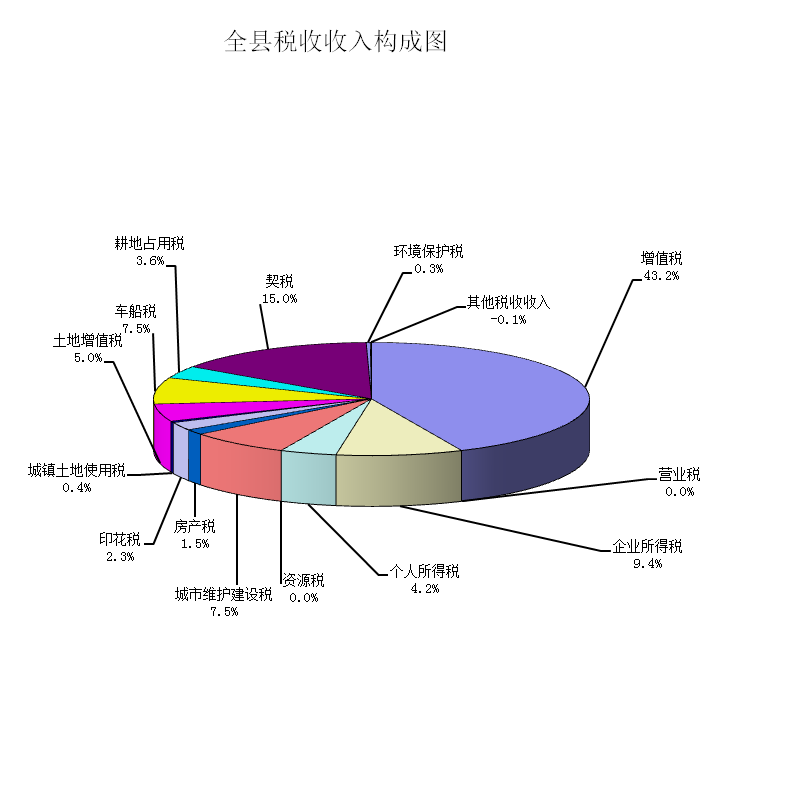 全县税收收入构成图
耕地占用税
3.6%
环境保护税
0.3%
增值税
43.2%
契税
15.0%
其他税收收入
-0.1%
车船税
7.5%
土地增值税
5.0%
城镇土地使用税
0.4%
营业税
0.0%
房产税
1.5%
印花税
2.3%
企业所得税
9.4%
个人所得税
4.2%
资源税
0.0%
城市维护建设税
7.5%